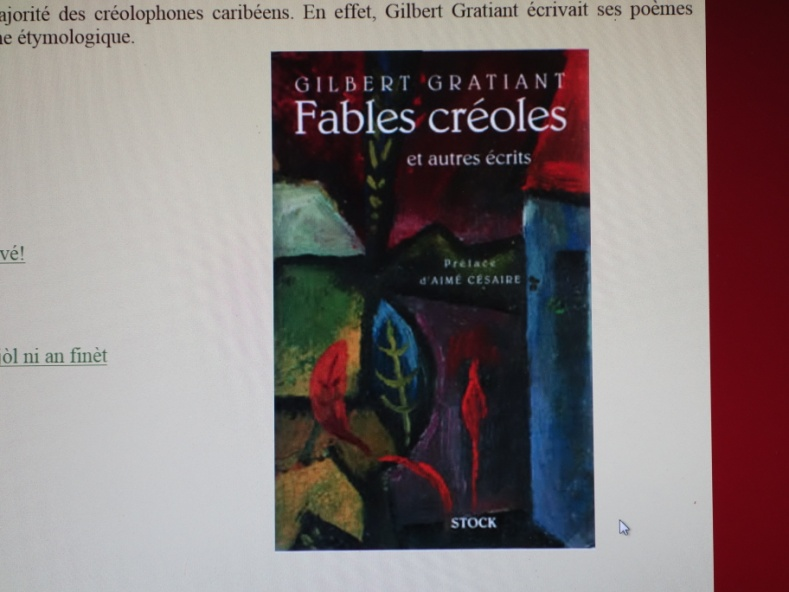 ajorité des créolophones caribéens. En effet, Gilbert Gratiant écrivait ses poèmes
étymologique.
GILBERT GRATIANT
Fables créoles
et autres écrits
Préface
d'AIMÉ CÉSAIRE
vé!
jòl ni an finèt
STOCK